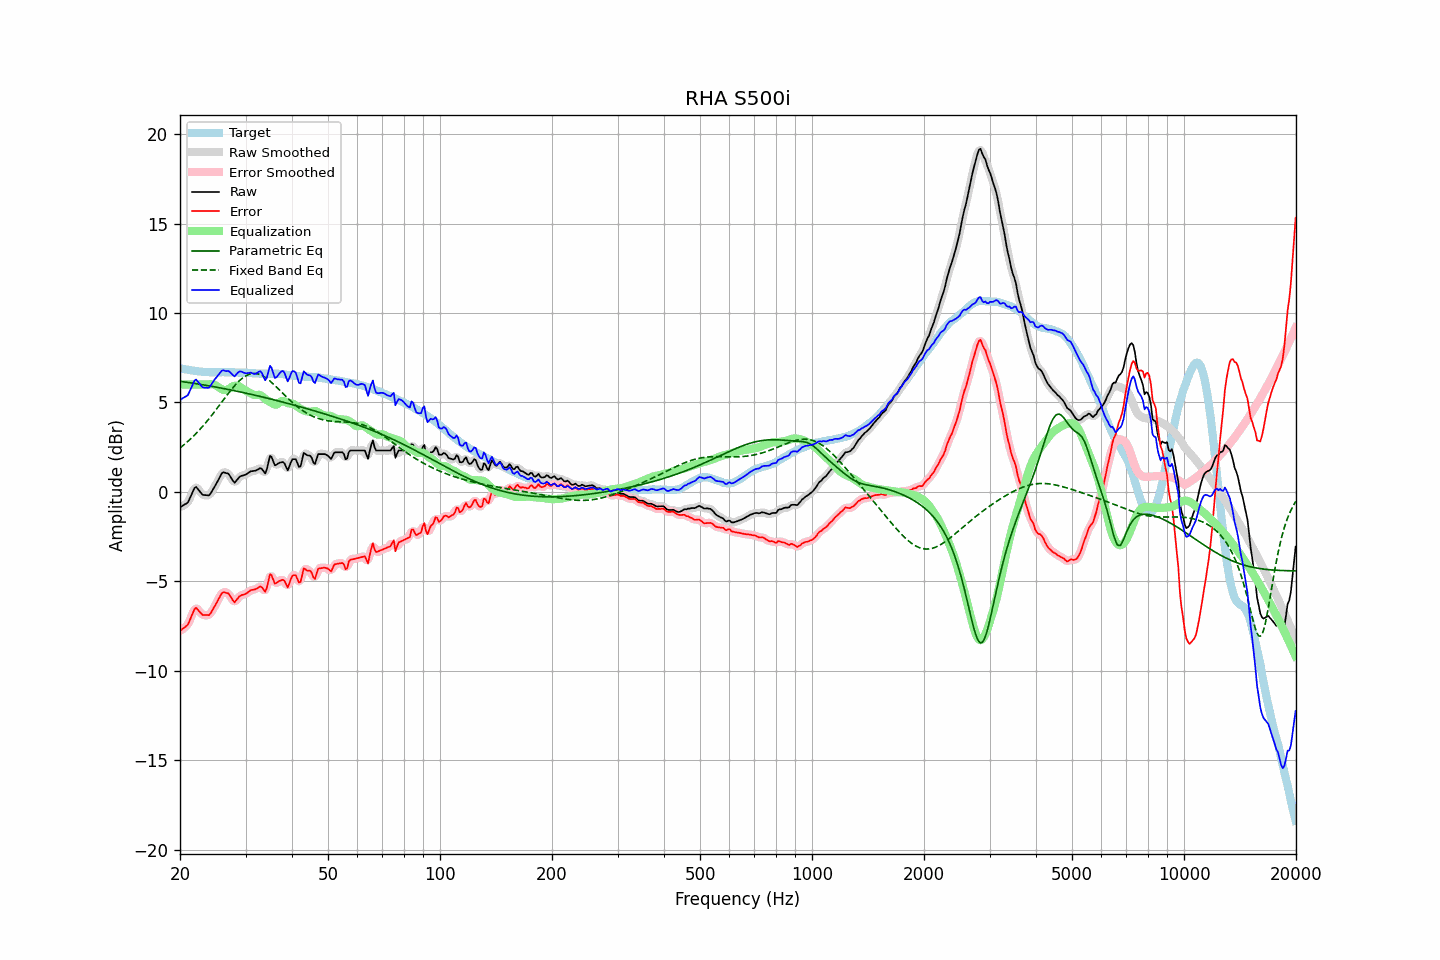 RHA S500i
Target
Raw Smoothed
Error Smoothed
Raw
Error
Equalization
Parametric Eq
Fixed Band Eq
Equalized
Amplitude (dBr)
20
15
10
5
0
−5
−10
−15
−20
20 50 100 200 500 1000 2000 5000 10000 20000
Frequency (Hz)